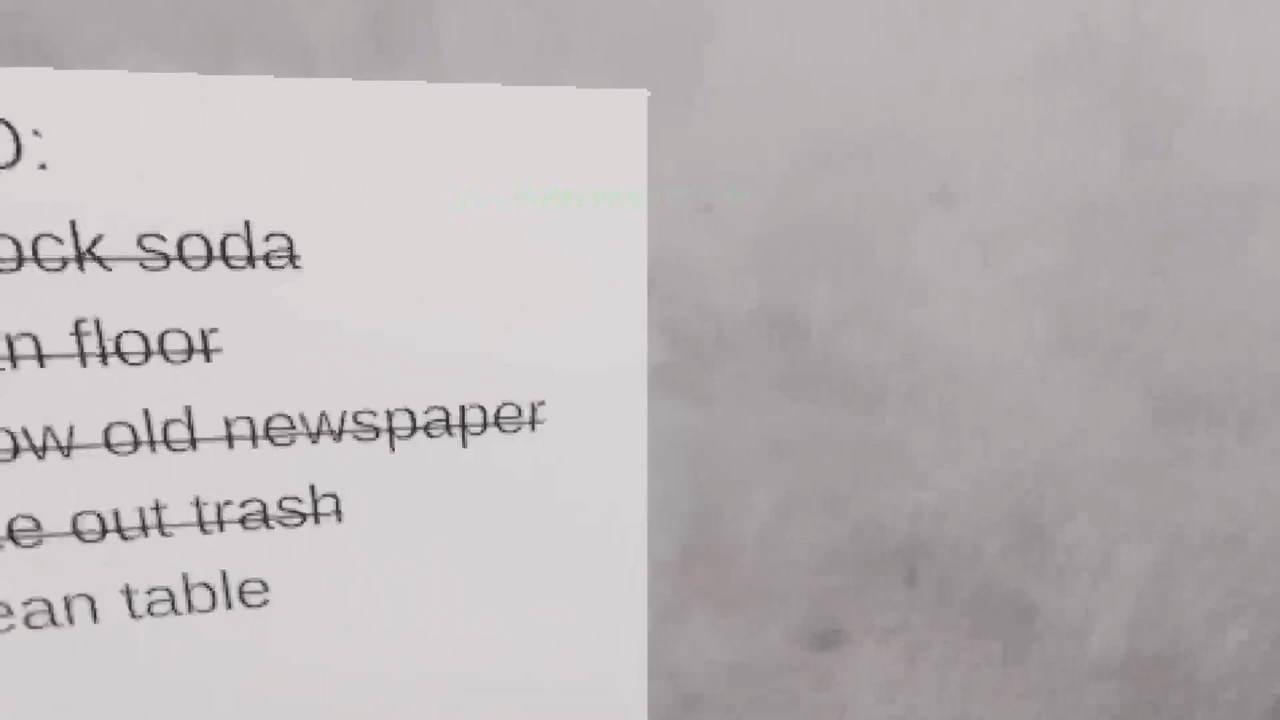 O:
ock soda
n floor
ow old newspaper
e out trash
ean table